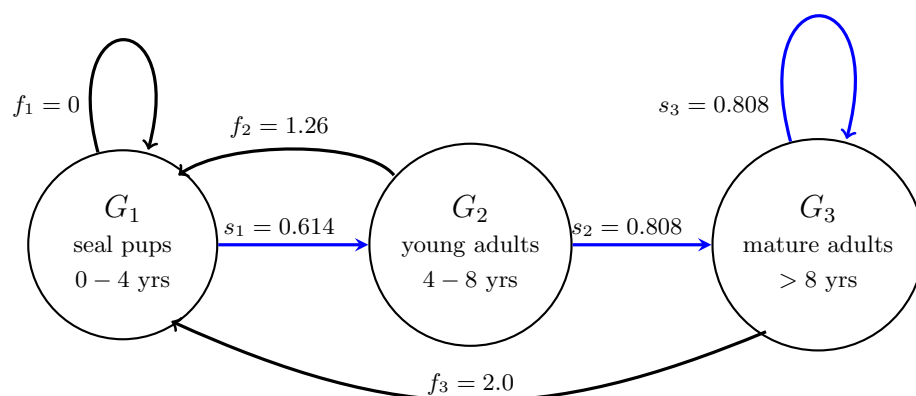 f₁ = 0
f₂ = 1.26
s₃ = 0.808
G₁
seal pups
0 − 4 yrs
s₁ = 0.614
G₂
young adults
4 − 8 yrs
s₂ = 0.808
G₃
mature adults
> 8 yrs
f₃ = 2.0